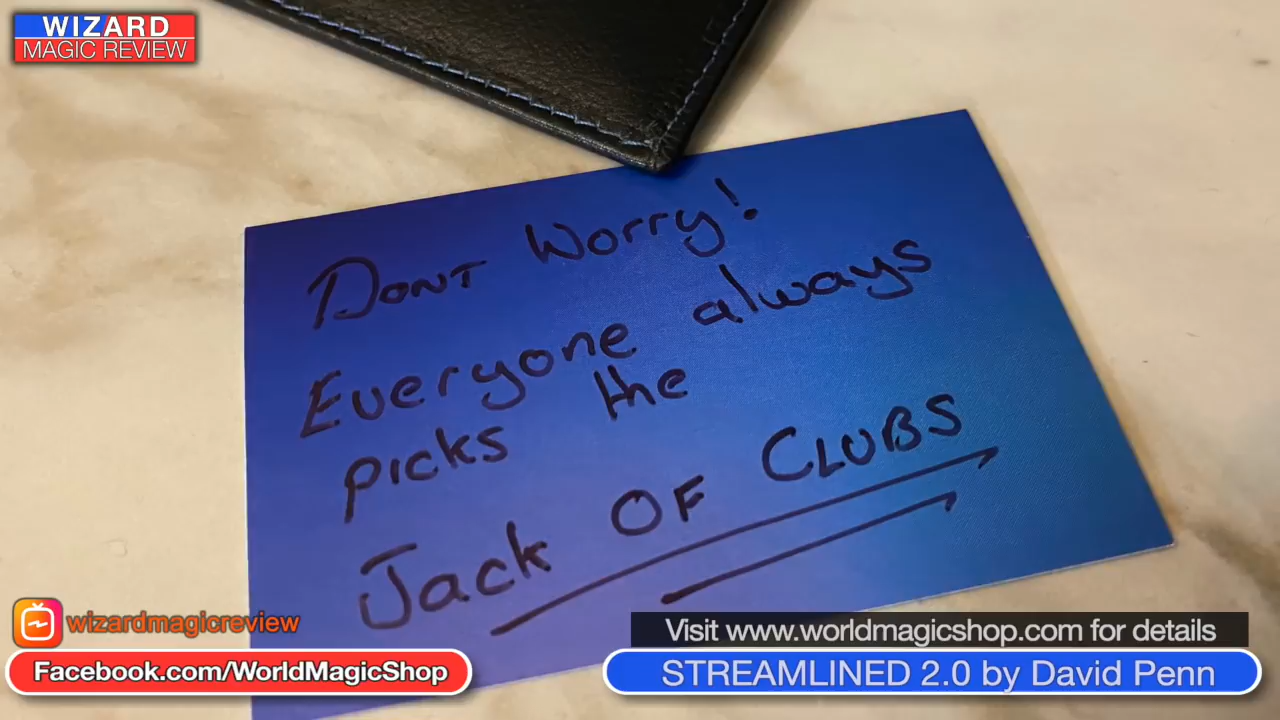 WIZARD
MAGIC REVIEW
Dont Worry!
Everyone always
picks the
Jack OF CLUBS
wizardmagicreview
Facebook.com/WorldMagicShop
Visit www.worldmagicshop.com for details
STREAMLINED 2.0 by David Penn